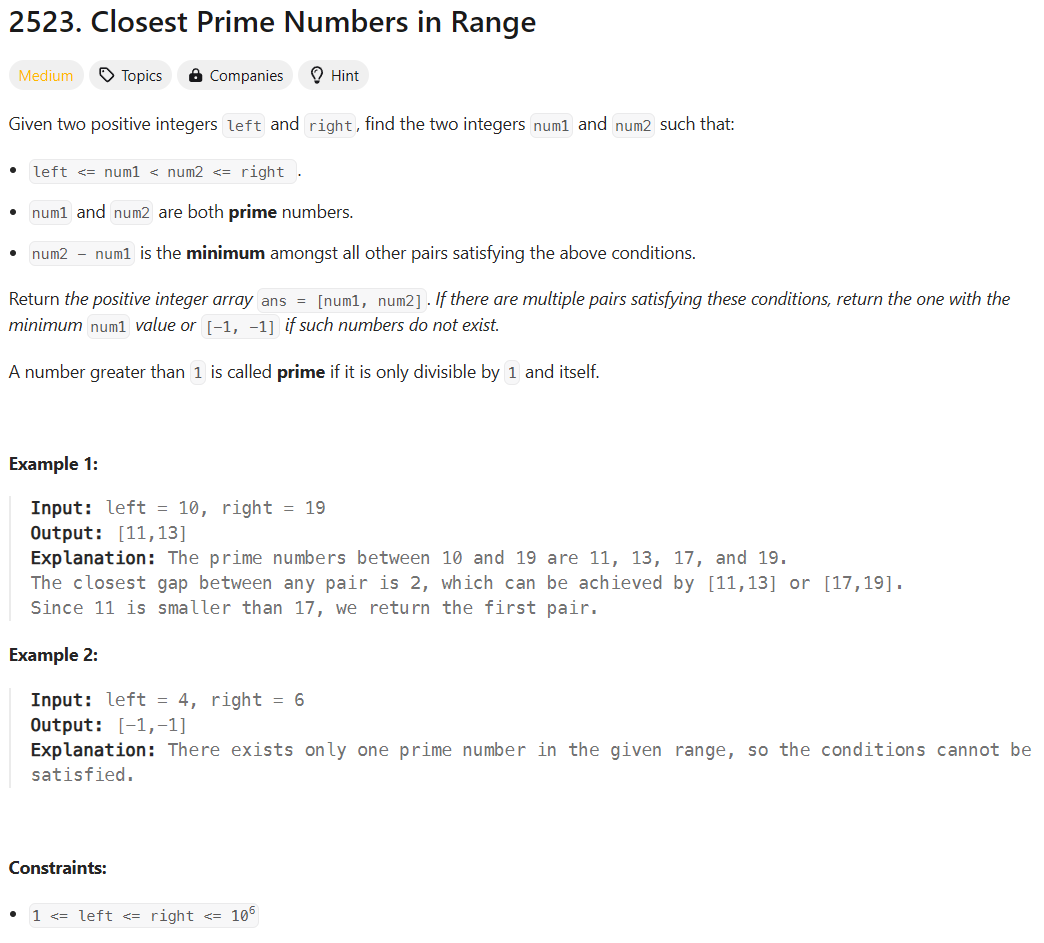 2523. Closest Prime Numbers in Range
Medium Topics Companies Hint
Given two positive integers left and right, find the two integers num1 and num2 such that:
• left <= num1 < num2 <= right .
• num1 and num2 are both prime numbers.
• num2 - num1 is the minimum amongst all other pairs satisfying the above conditions.
Return the positive integer array ans = [num1, num2]. If there are multiple pairs satisfying these conditions, return the one with the
minimum num1 value or [-1, -1] if such numbers do not exist.
A number greater than 1 is called prime if it is only divisible by 1 and itself.
Example 1:
Input: left = 10, right = 19
Output: [11,13]
Explanation: The prime numbers between 10 and 19 are 11, 13, 17, and 19.
The closest gap between any pair is 2, which can be achieved by [11,13] or [17,19].
Since 11 is smaller than 17, we return the first pair.
Example 2:
Input: left = 4, right = 6
Output: [-1,-1]
Explanation: There exists only one prime number in the given range, so the conditions cannot be
satisfied.
Constraints:
• 1 <= left <= right <= 10⁶